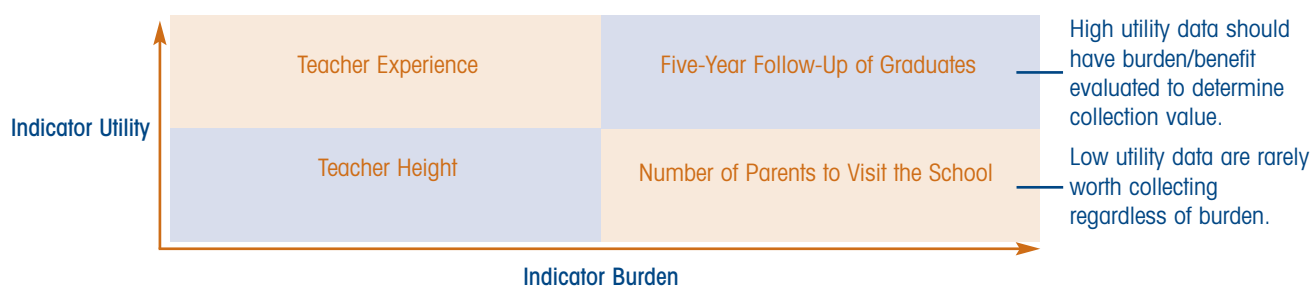 Teacher Experience
Five-Year Follow-Up of Graduates
High utility data should
have burden/benefit
evaluated to determine
collection value.
Indicator Utility
Teacher Height
Number of Parents to Visit the School
Low utility data are rarely
worth collecting
regardless of burden.
Indicator Burden